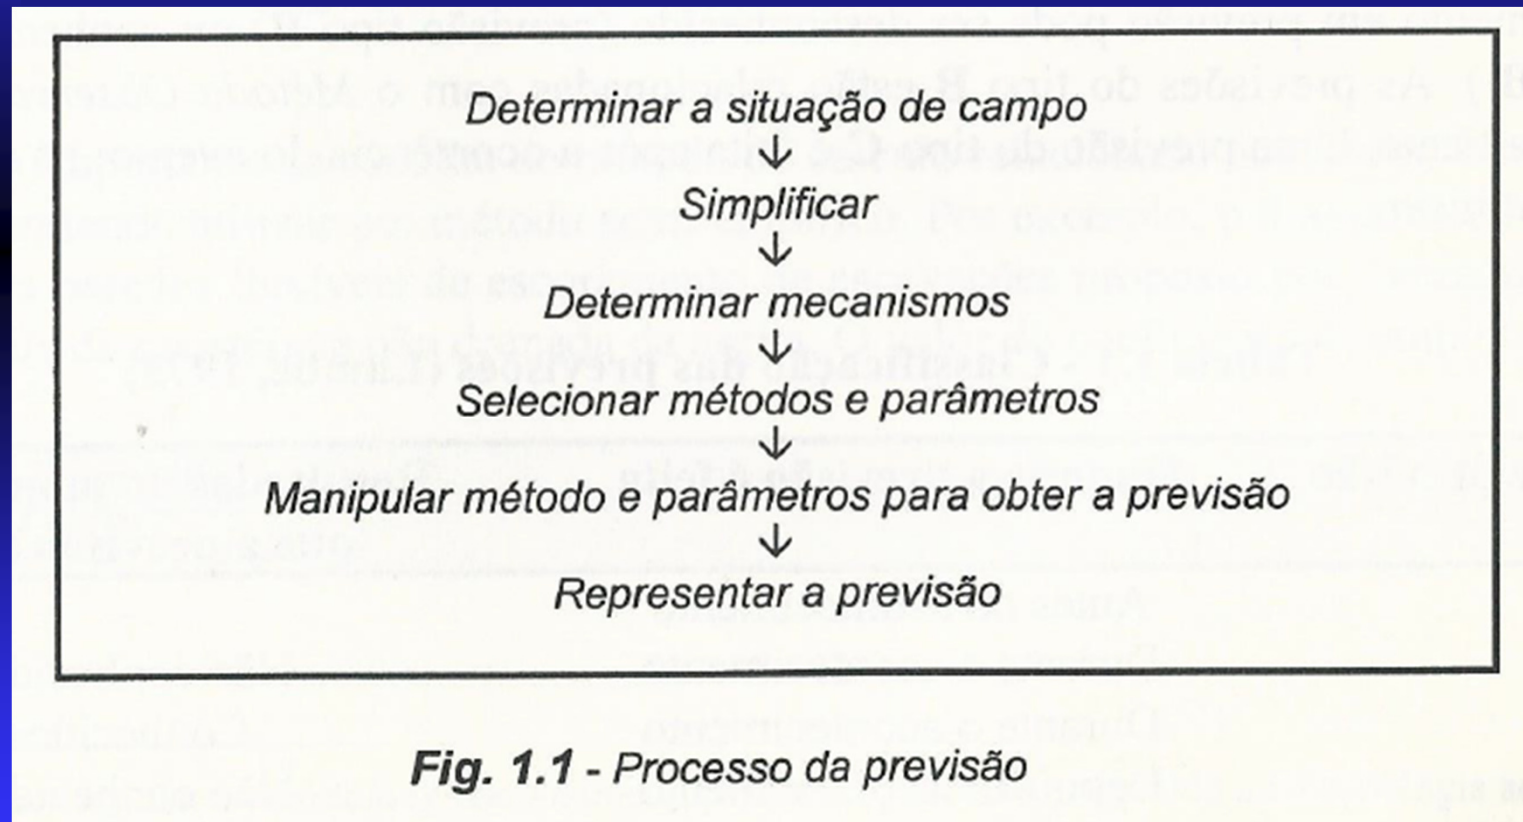 Determinar a situação de campo
↓
Simplificar
↓
Determinar mecanismos
↓
Selecionar métodos e parâmetros
↓
Manipular método e parâmetros para obter a previsão
↓
Representar a previsão
Fig. 1.1 - Processo da previsão